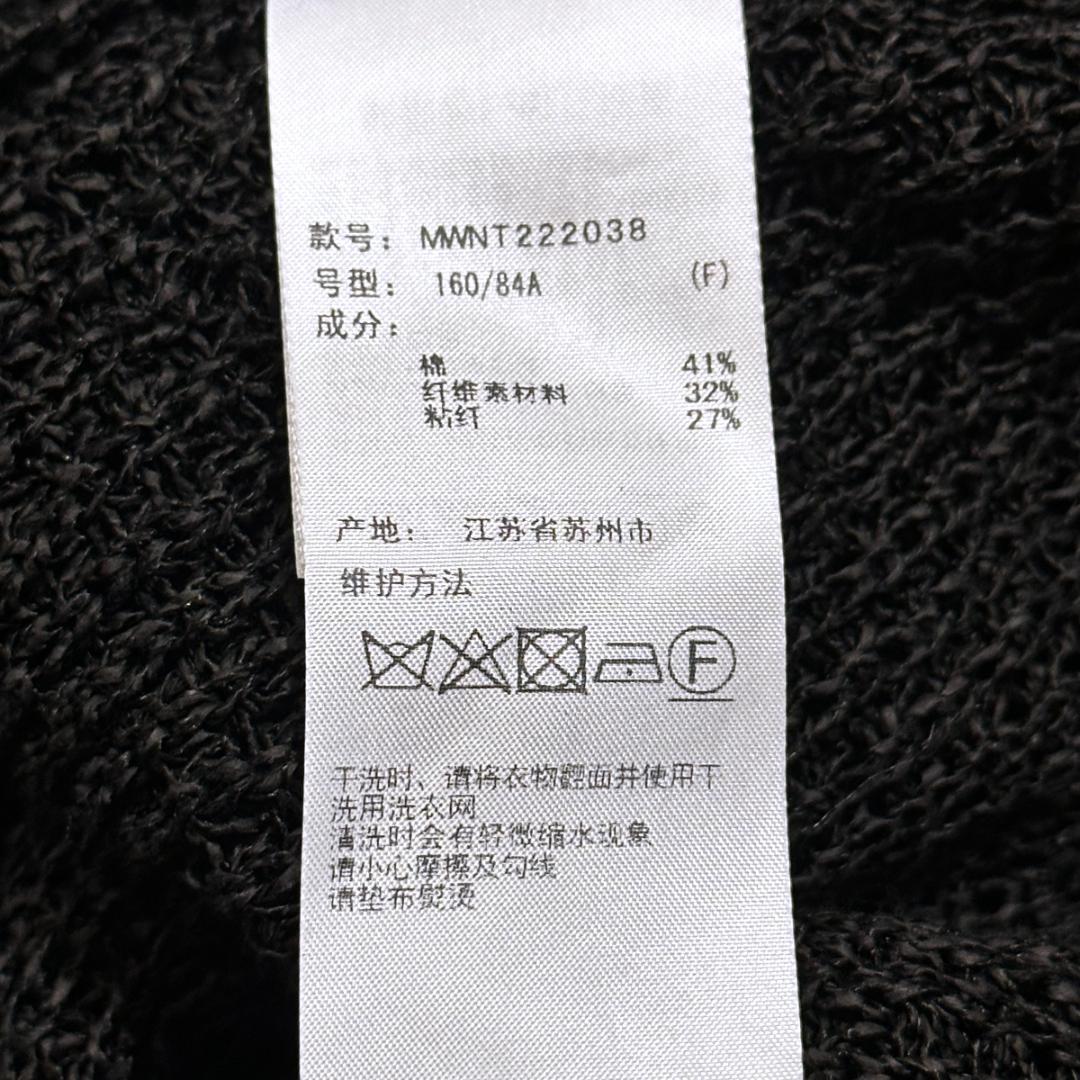 款号： MWNT222038
号型： 160/84A (F)
成分：
棉 41%
纤维素材料 32%
粘纤 27%
产地： 江苏省苏州市
维护方法
F
干洗时、请将衣物翻面并使用干
洗用洗衣网
清洗时会有轻微缩水现象
请小心摩擦及勾线
请垫布熨烫